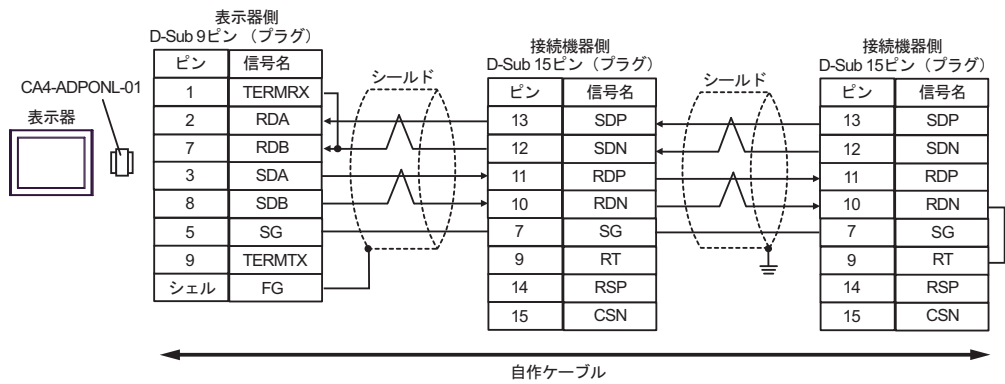 表示器側
D-Sub 9ピン （プラグ）
ピン 信号名
1 TERMRX
2 RDA
7 RDB
3 SDA
8 SDB
5 SG
9 TERMTX
シェル FG
CA4-ADPONL-01
表示器
シールド
接続機器側
D-Sub 15ピン（プラグ）
ピン 信号名
13 SDP
12 SDN
11 RDP
10 RDN
7 SG
9 RT
14 RSP
15 CSN
シールド
接続機器側
D-Sub 15ピン（プラグ）
ピン 信号名
13 SDP
12 SDN
11 RDP
10 RDN
7 SG
9 RT
14 RSP
15 CSN
自作ケーブル